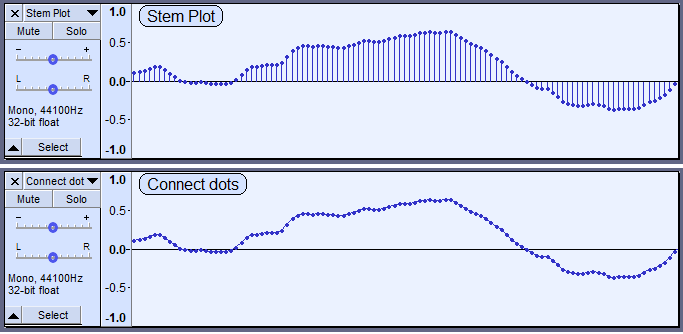 × Stem Plot ▼
Mute Solo
− +
L R
Mono, 44100Hz
32-bit float
▲ Select
1.0
0.5-
0.0-
-0.5-
-1.0
Stem Plot
× Connect dot ▼
Mute Solo
− +
L R
Mono, 44100Hz
32-bit float
▲ Select
1.0
0.5-
0.0-
-0.5-
-1.0
Connect dots